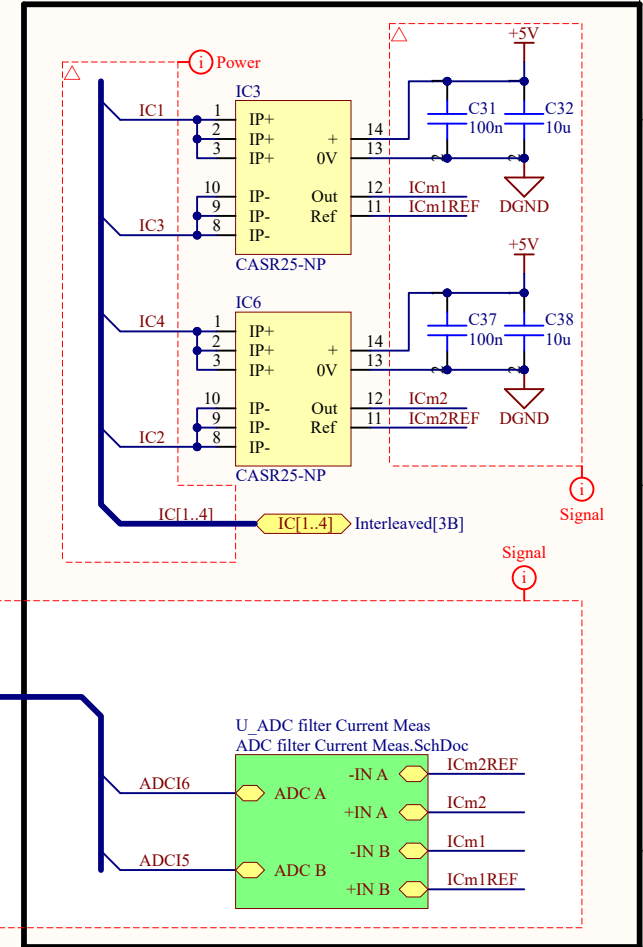 +5V
i Power
IC3
IC1
1 IP+
2 IP+
3 IP+
+ 14
0V 13
C31
100n
C32
10u
2
2
10 IP-
9 IP-
8 IP-
IC3
Out 12 ICm1
Ref 11 ICm1REF
DGND
CASR25-NP
+5V
IC6
IC4
1 IP+
2 IP+
3 IP+
+ 14
0V 13
C37
100n
C38
10u
2
2
10 IP-
9 IP-
8 IP-
IC2
Out 12 ICm2
Ref 11 ICm2REF
DGND
CASR25-NP
i
Signal
IC[1..4]
IC[1..4]
Interleaved[3B]
Signal
i
U_ADC filter Current Meas
ADC filter Current Meas.SchDoc
-IN A ICm2REF
ADCI6 ADC A
+IN A ICm2
-IN B ICm1
ADCI5 ADC B
+IN B ICm1REF